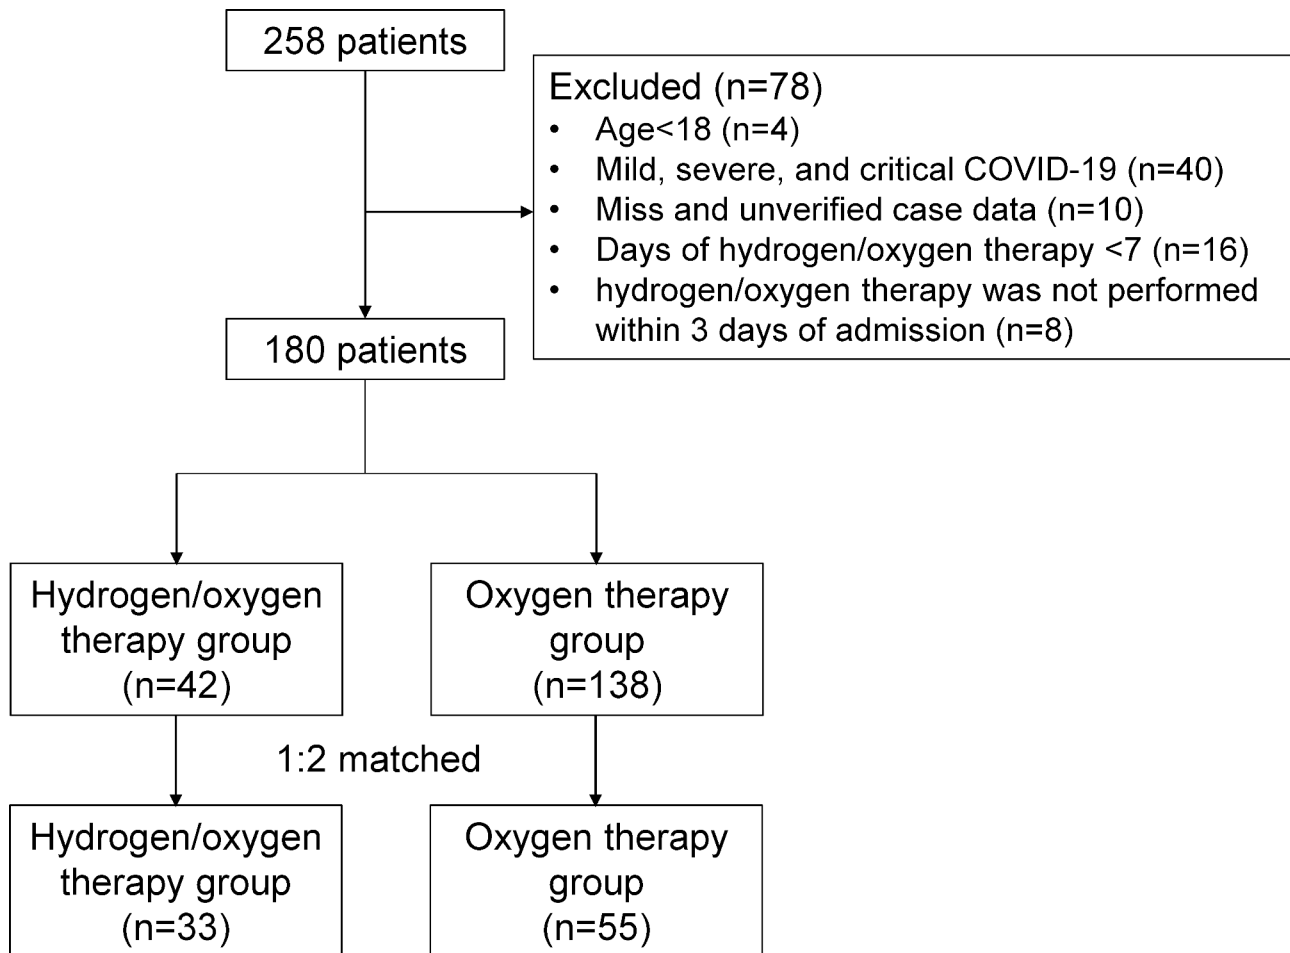 258 patients
Excluded (n=78)
• Age<18 (n=4)
• Mild, severe, and critical COVID-19 (n=40)
• Miss and unverified case data (n=10)
• Days of hydrogen/oxygen therapy <7 (n=16)
• hydrogen/oxygen therapy was not performed
within 3 days of admission (n=8)
180 patients
Hydrogen/oxygen
therapy group
(n=42)
Oxygen therapy
group
(n=138)
1:2 matched
Hydrogen/oxygen
therapy group
(n=33)
Oxygen therapy
group
(n=55)